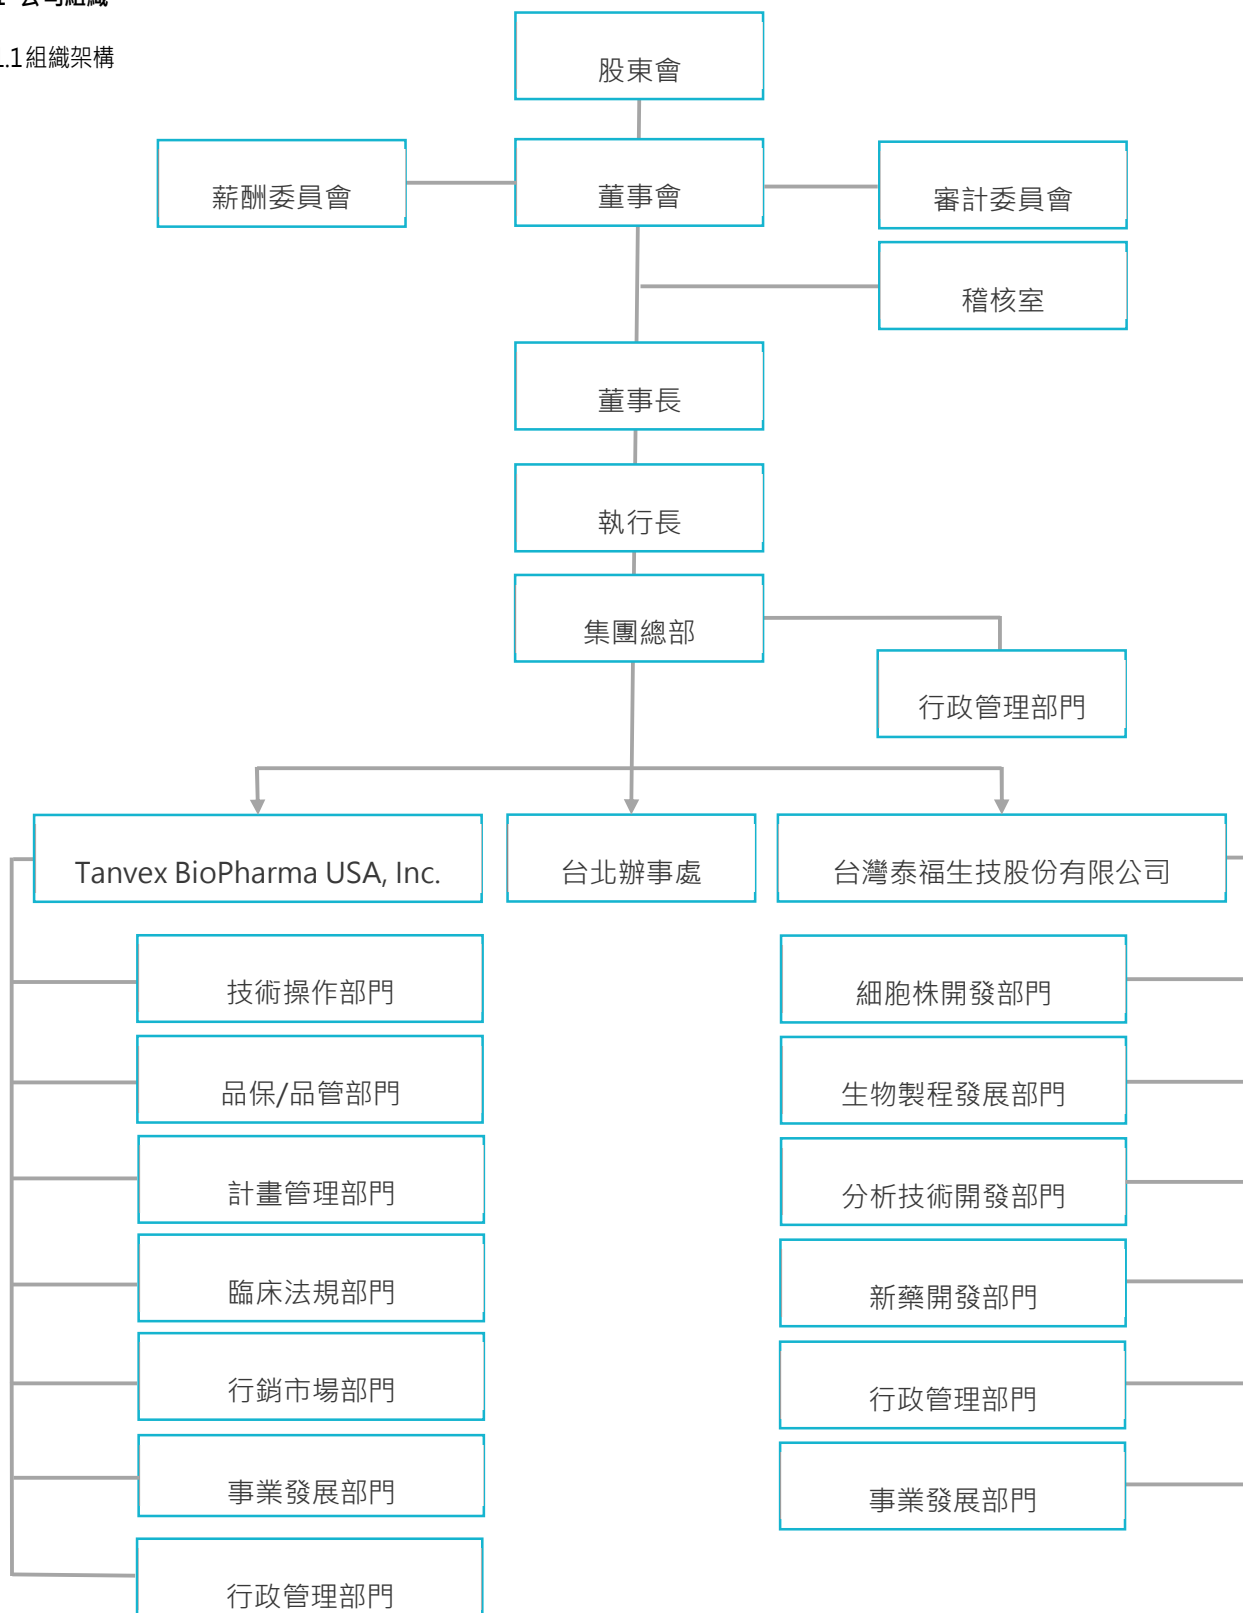 公司組織
.1組織架構
股東會
薪酬委員會
董事會
審計委員會
稽核室
董事長
執行長
集團總部
行政管理部門
Tanvex BioPharma USA, Inc.
台北辦事處
台灣泰福生技股份有限公司
技術操作部門
細胞株開發部門
品保/品管部門
生物製程發展部門
計畫管理部門
分析技術開發部門
臨床法規部門
新藥開發部門
行銷市場部門
行政管理部門
事業發展部門
事業發展部門
行政管理部門